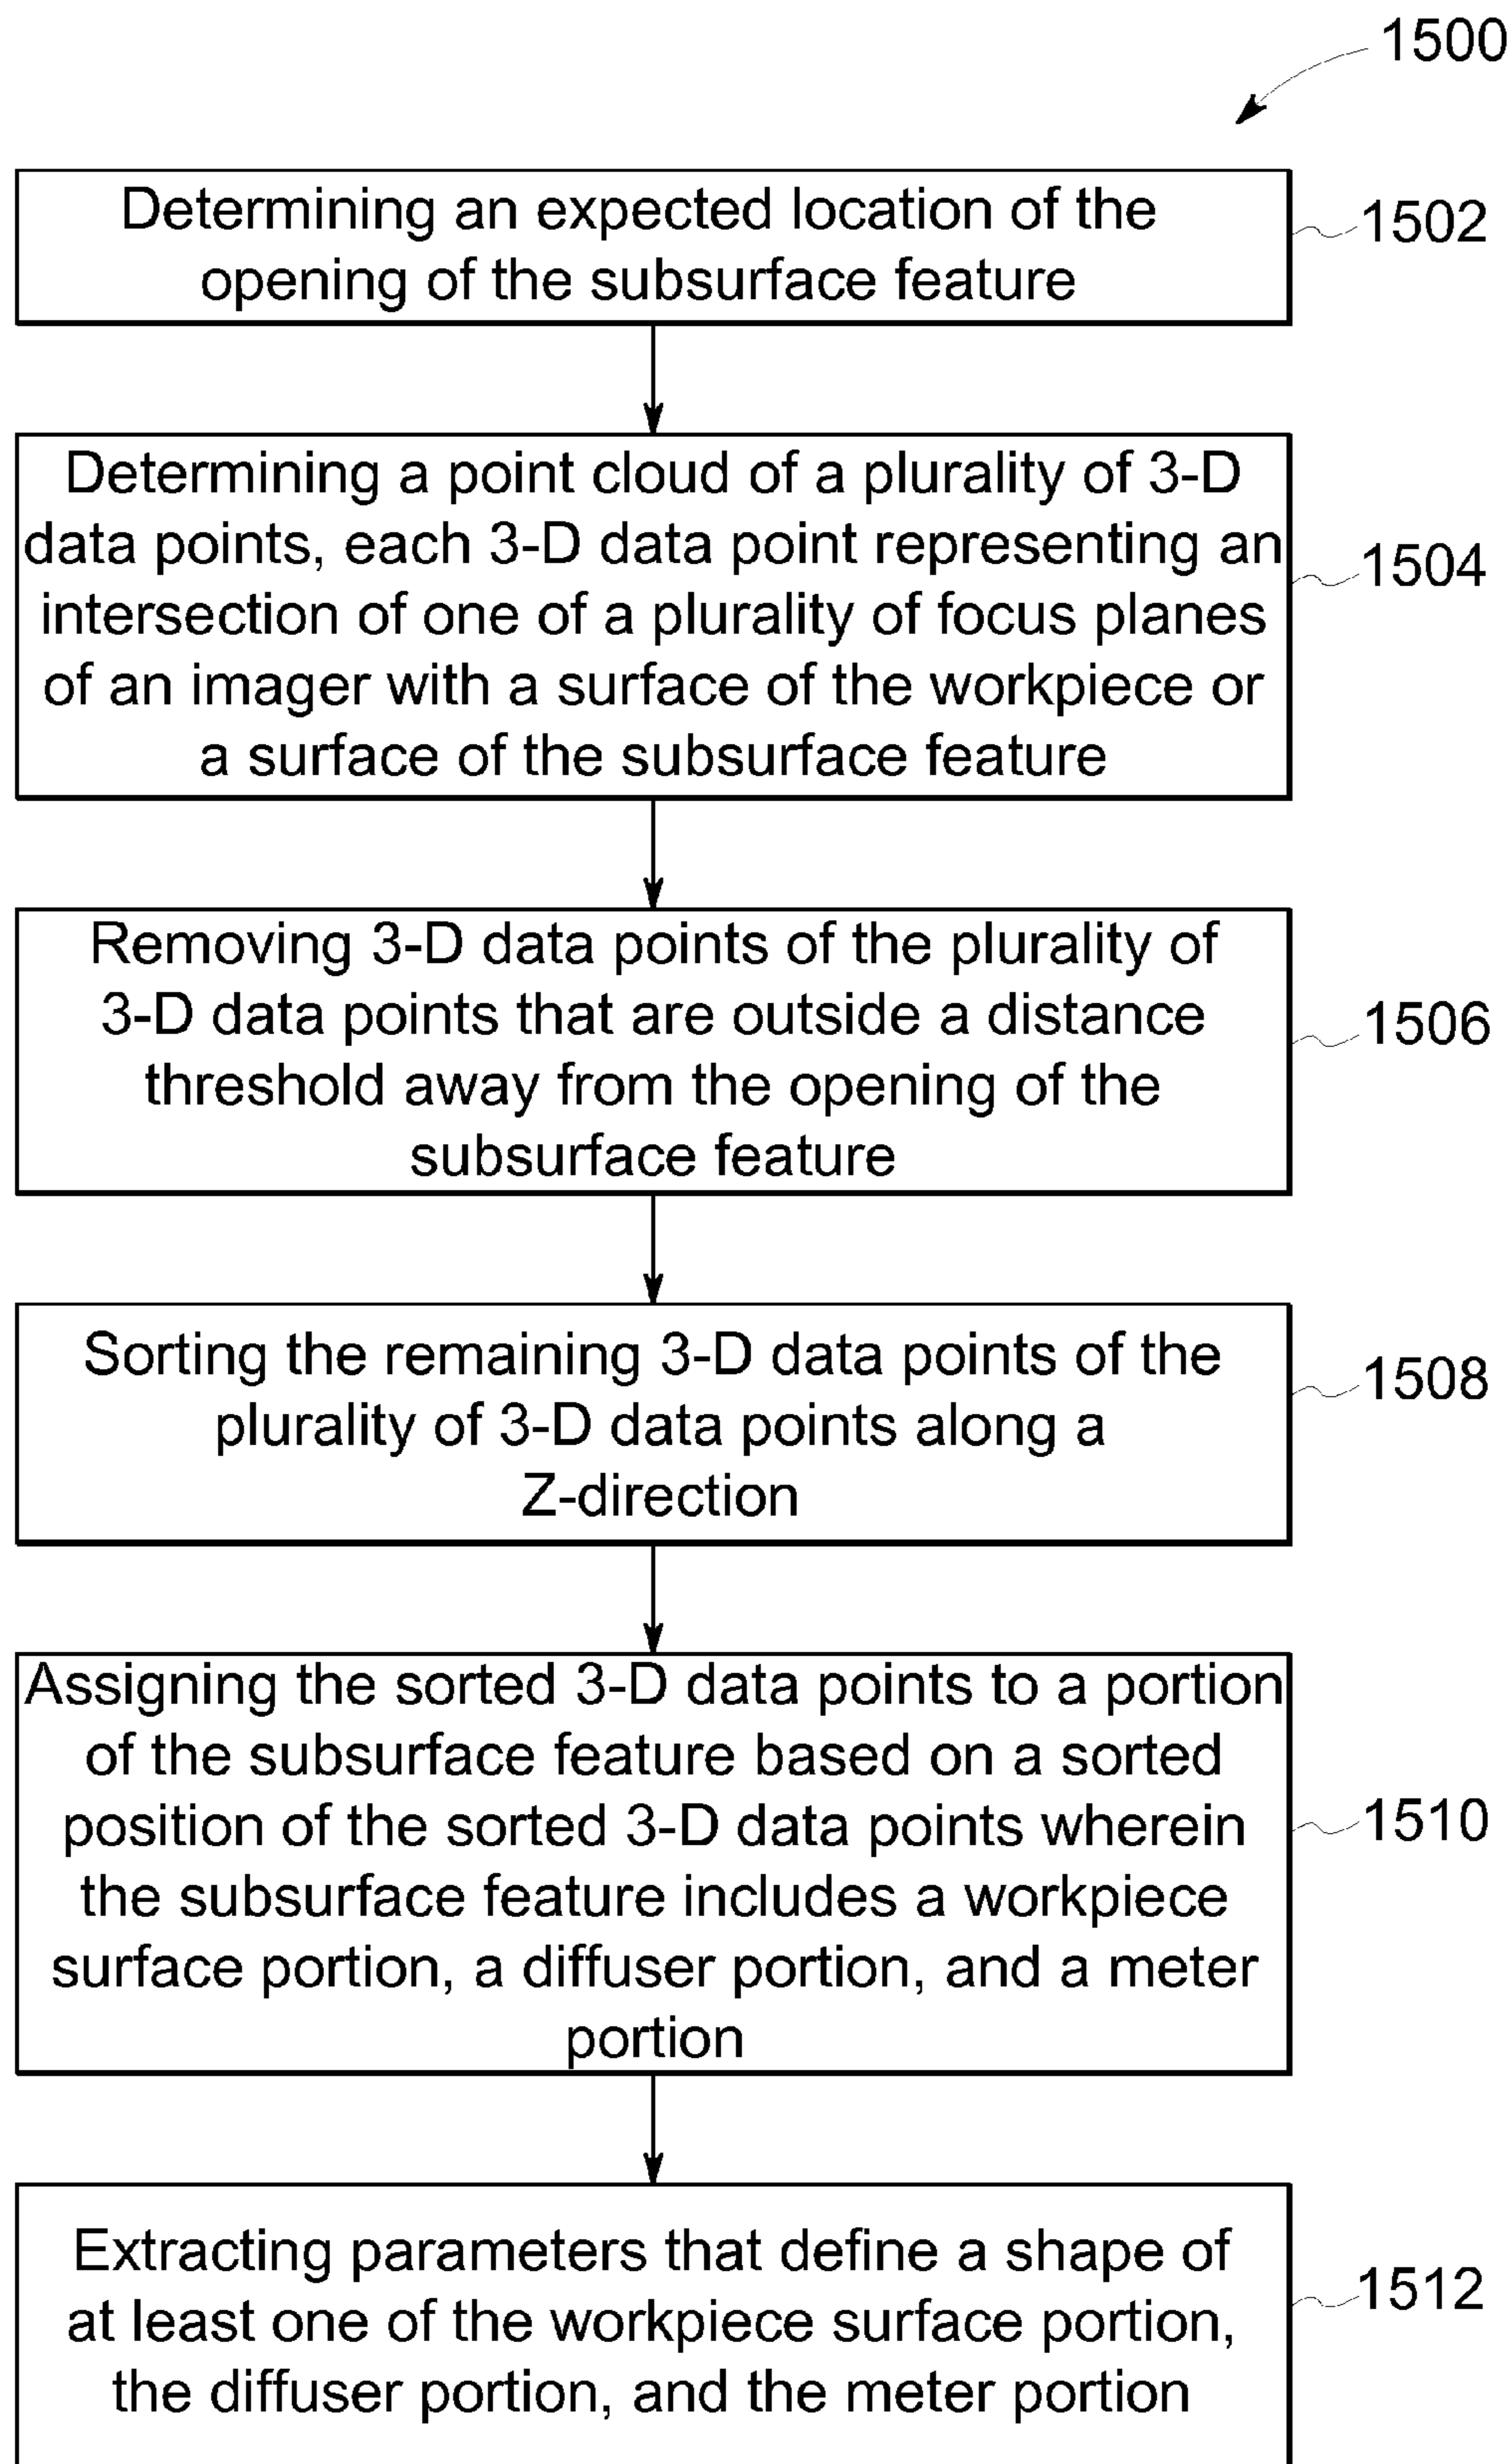 1500
Determining an expected location of the
opening of the subsurface feature
1502
Determining a point cloud of a plurality of 3-D
data points, each 3-D data point representing an
intersection of one of a plurality of focus planes
of an imager with a surface of the workpiece or
a surface of the subsurface feature
1504
Removing 3-D data points of the plurality of
3-D data points that are outside a distance
threshold away from the opening of the
subsurface feature
1506
Sorting the remaining 3-D data points of the
plurality of 3-D data points along a
Z-direction
1508
Assigning the sorted 3-D data points to a portion
of the subsurface feature based on a sorted
position of the sorted 3-D data points wherein
the subsurface feature includes a workpiece
surface portion, a diffuser portion, and a meter
portion
1510
Extracting parameters that define a shape of
at least one of the workpiece surface portion,
the diffuser portion, and the meter portion
1512